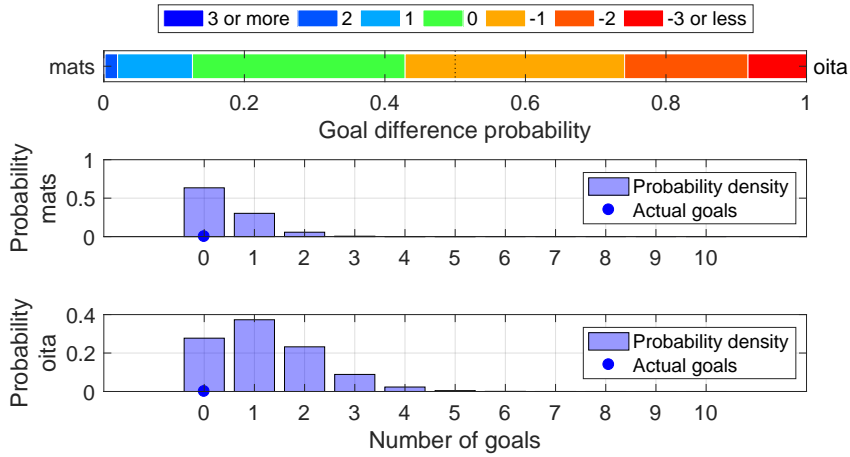 3 or more 2 1 0 -1 -2 -3 or less
mats oita
0 0.2 0.4 0.6 0.8 1
Goal difference probability
Probability
mats
1
0.5
0
Probability density
Actual goals
0 1 2 3 4 5 6 7 8 9 10
Probability
oita
0.4
0.2
0
Probability density
Actual goals
0 1 2 3 4 5 6 7 8 9 10
Number of goals